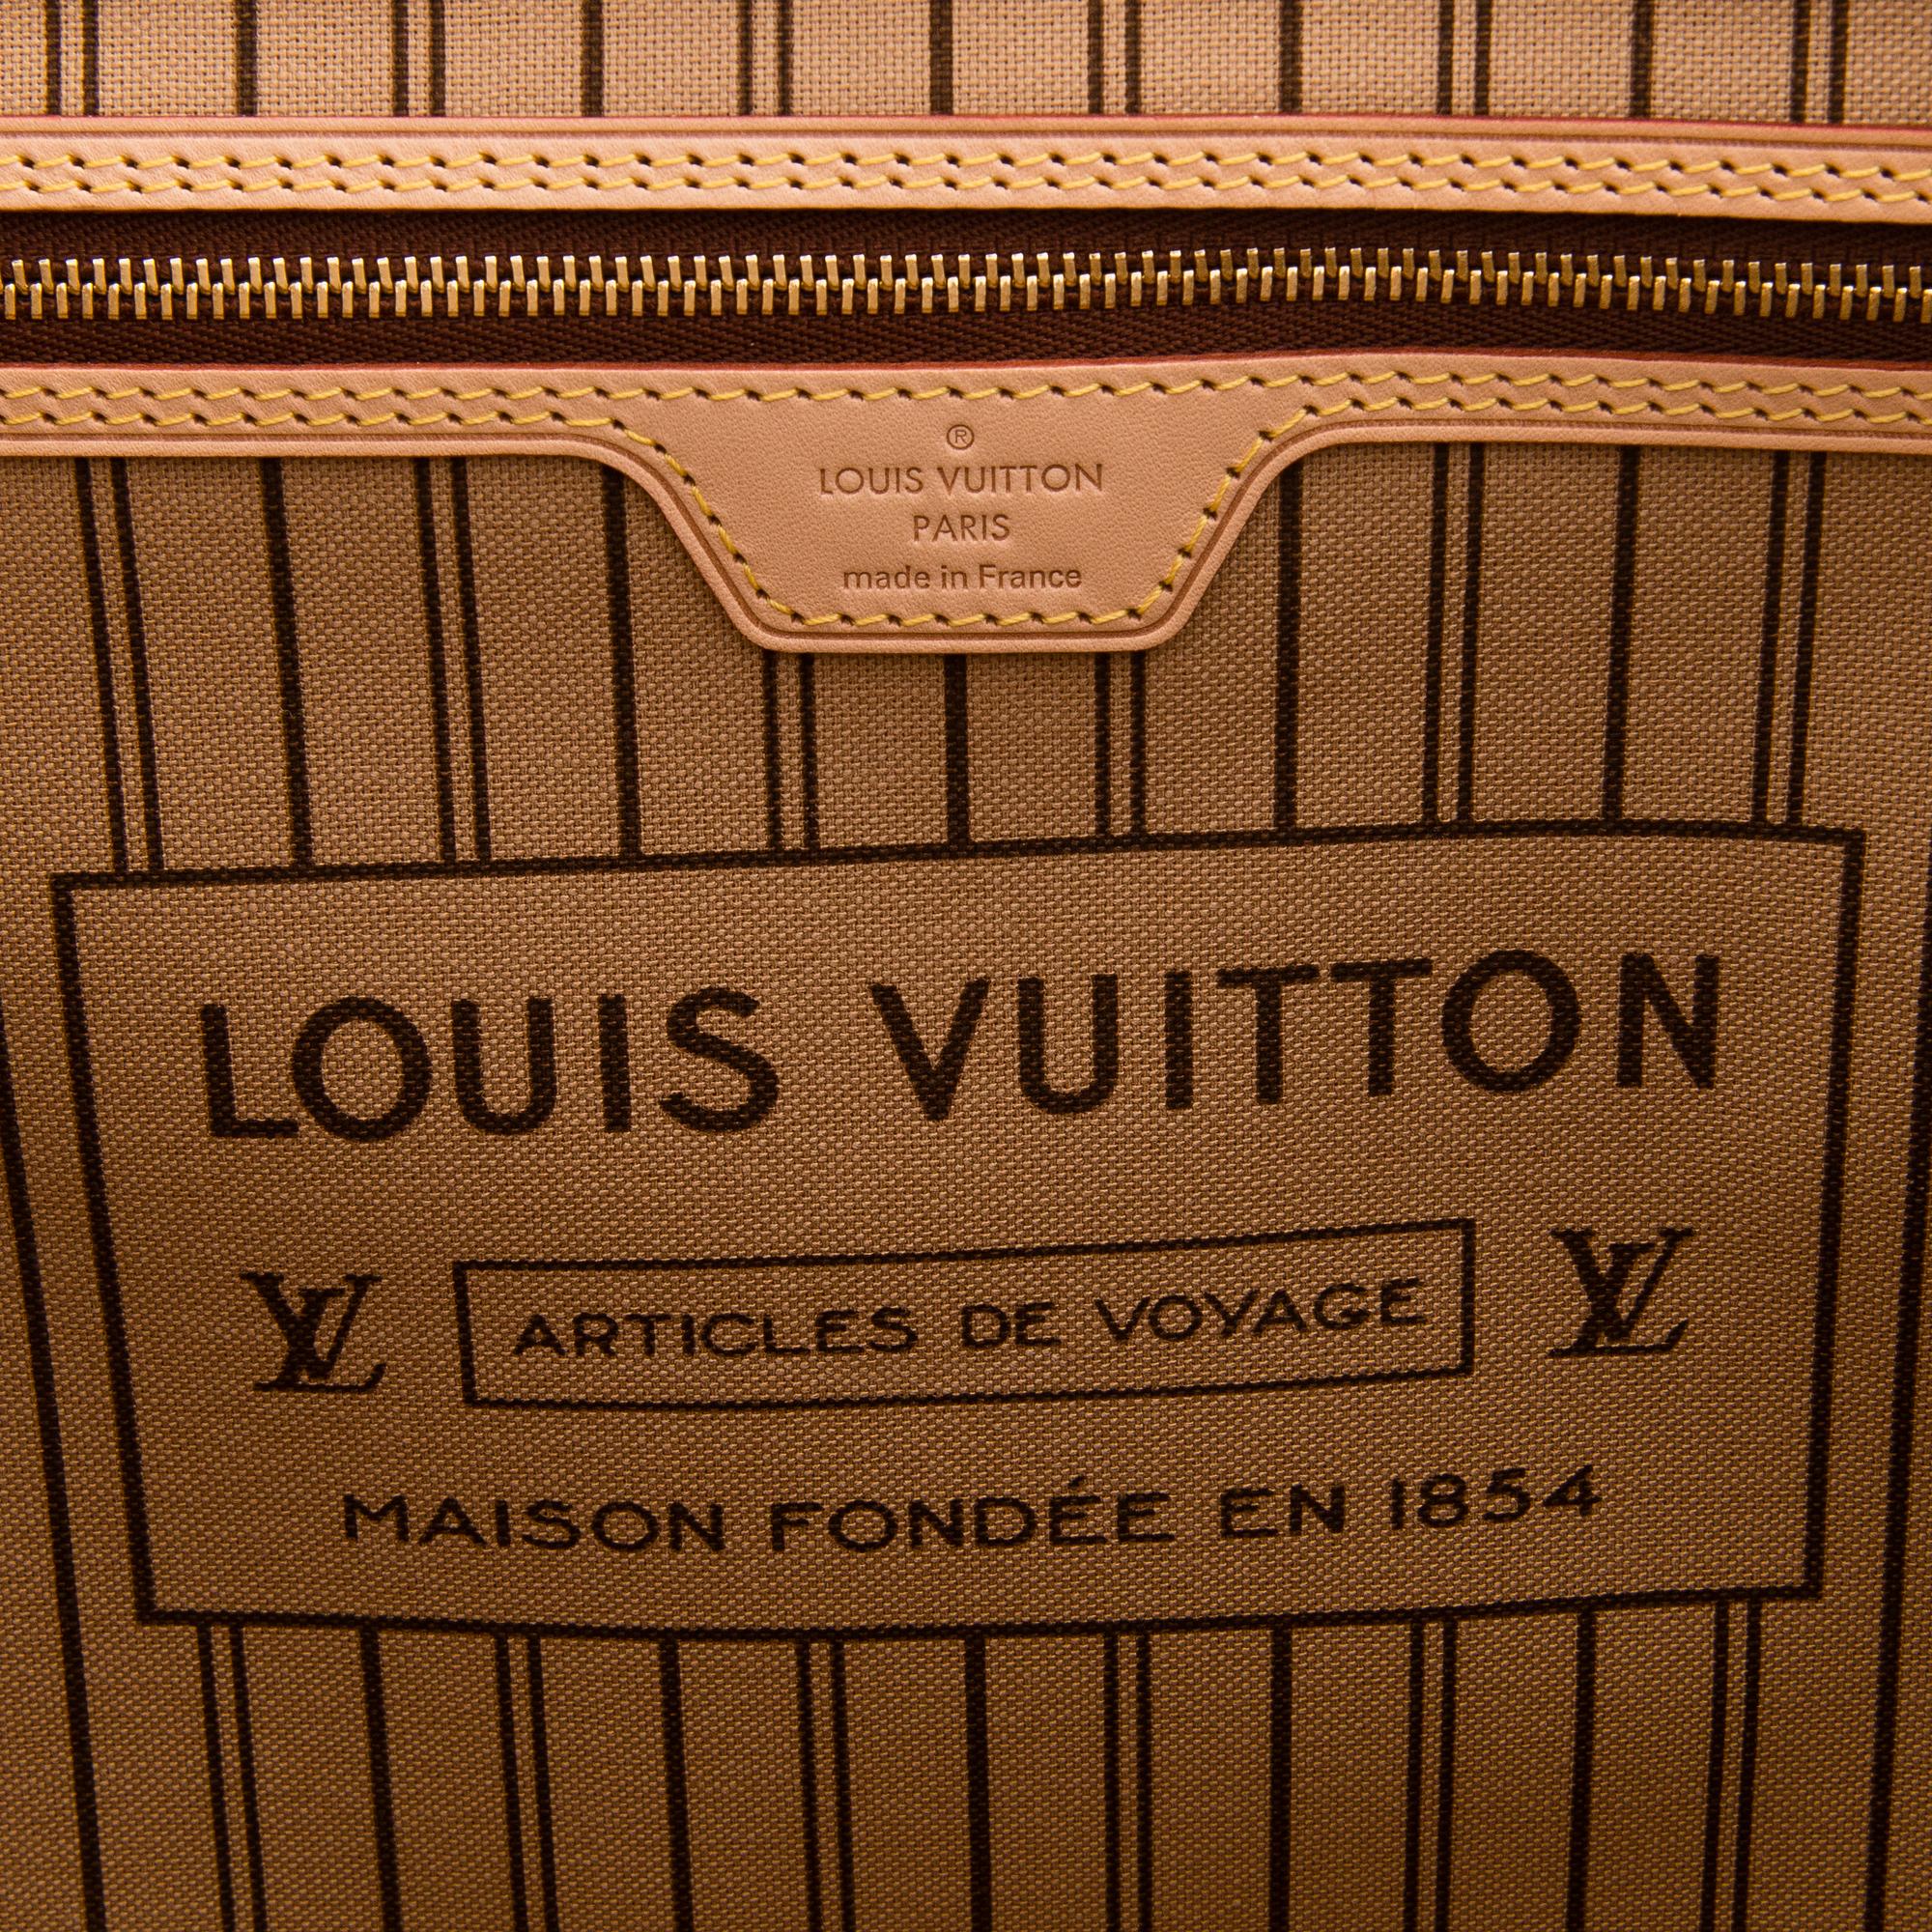 ®
LOUIS VUITTON
PARIS
made in France
LOUIS VUITTON
LV ARTICLES DE VOYAGE LV
MAISON FONDÉE EN 1854